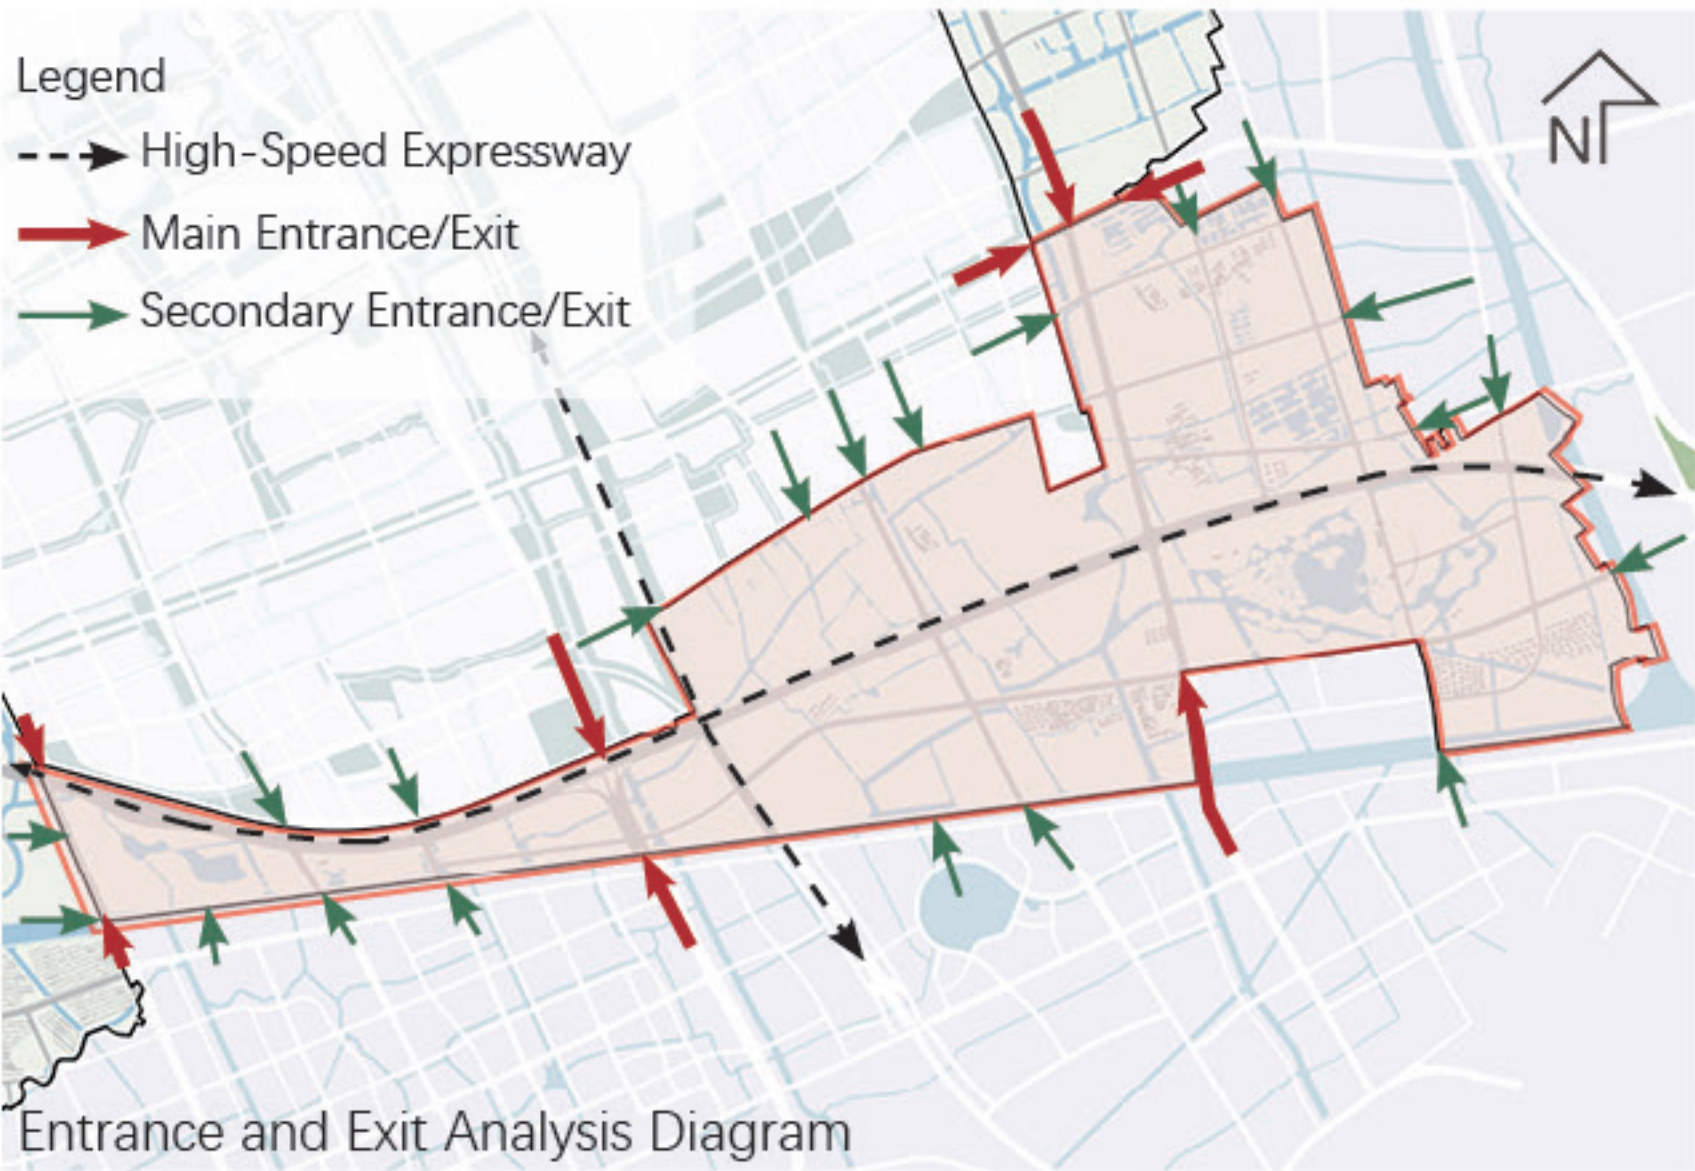 Legend
High-Speed Expressway
Main Entrance/Exit
Secondary Entrance/Exit
N
Entrance and Exit Analysis Diagram